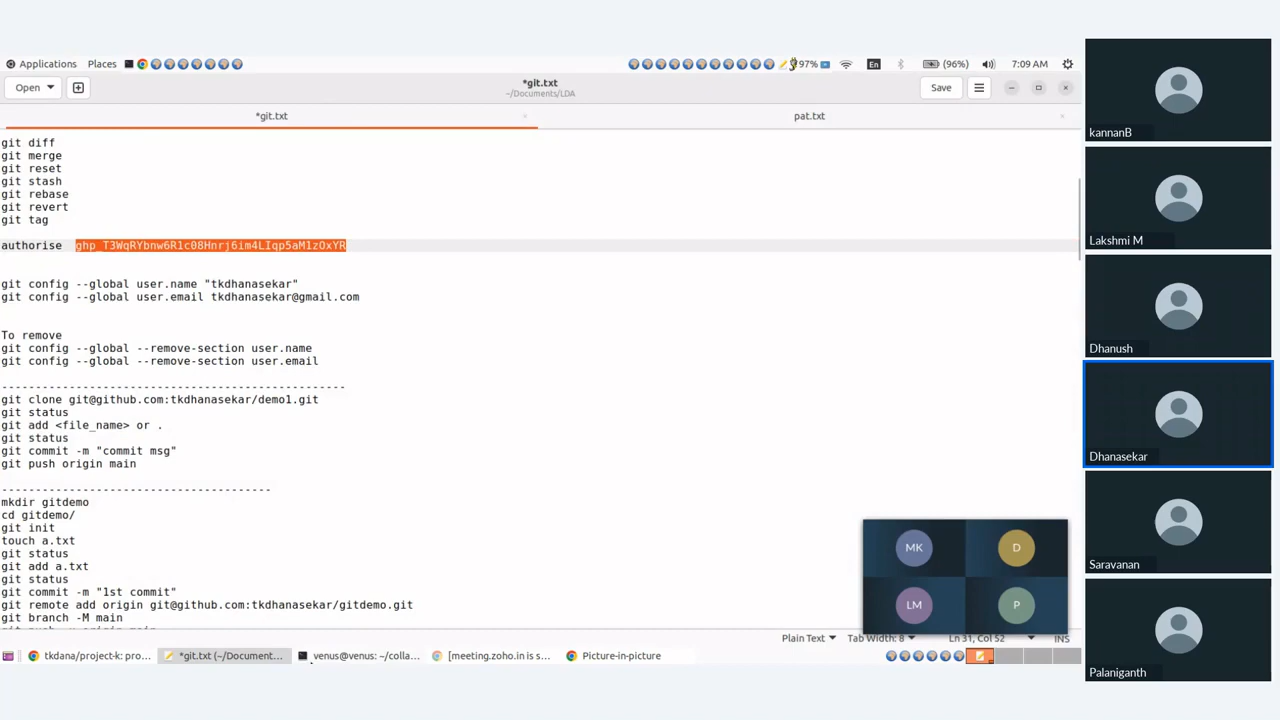 Applications Places 97% En (96%) 7:09 AM
Open *git.txt ~/Documents/LDA Save
*git.txt pat.txt
git diff
git merge
git reset
git stash
git rebase
git revert
git tag
authorise 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
git config --global user.name "tkdhanasekar"
git config --global user.email tkdhanasekar@gmail.com
To remove
git config --global --remove-section user.name
git config --global --remove-section user.email
---------------------------------------------------
git clone git@github.com:tkdhanasekar/demo1.git
git status
git add <file_name> or .
git status
git commit -m "commit msg"
git push origin main
----------------------------------------
mkdir gitdemo
cd gitdemo/
git init
touch a.txt
git status
git add a.txt
git status
git commit -m "1st commit"
git remote add origin git@github.com:tkdhanasekar/gitdemo.git
git branch -M main
Plain Text Tab Width: 8 Ln 31, Col 52 INS
tkdana/project-k: pro... *git.txt (~/Document... venus@venus: ~/colla... [meeting.zoho.in is s... Picture-in-picture
MK
D
LM
P
kannanB
Lakshmi M
Dhanush
Dhanasekar
Saravanan
Palaniganth